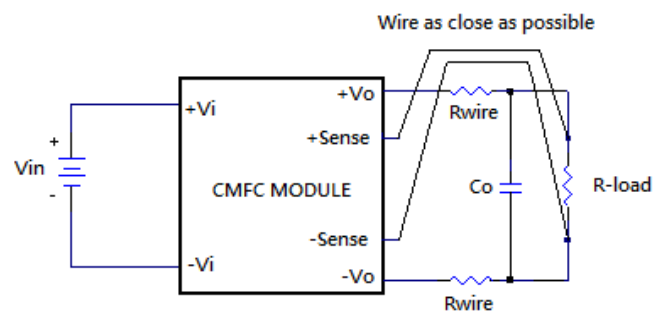 Wire as close as possible
+Vo
+Vi
Rwire
+Sense
+
Vin
-
CMFC MODULE
Co
R-load
-Sense
-Vi
-Vo
Rwire